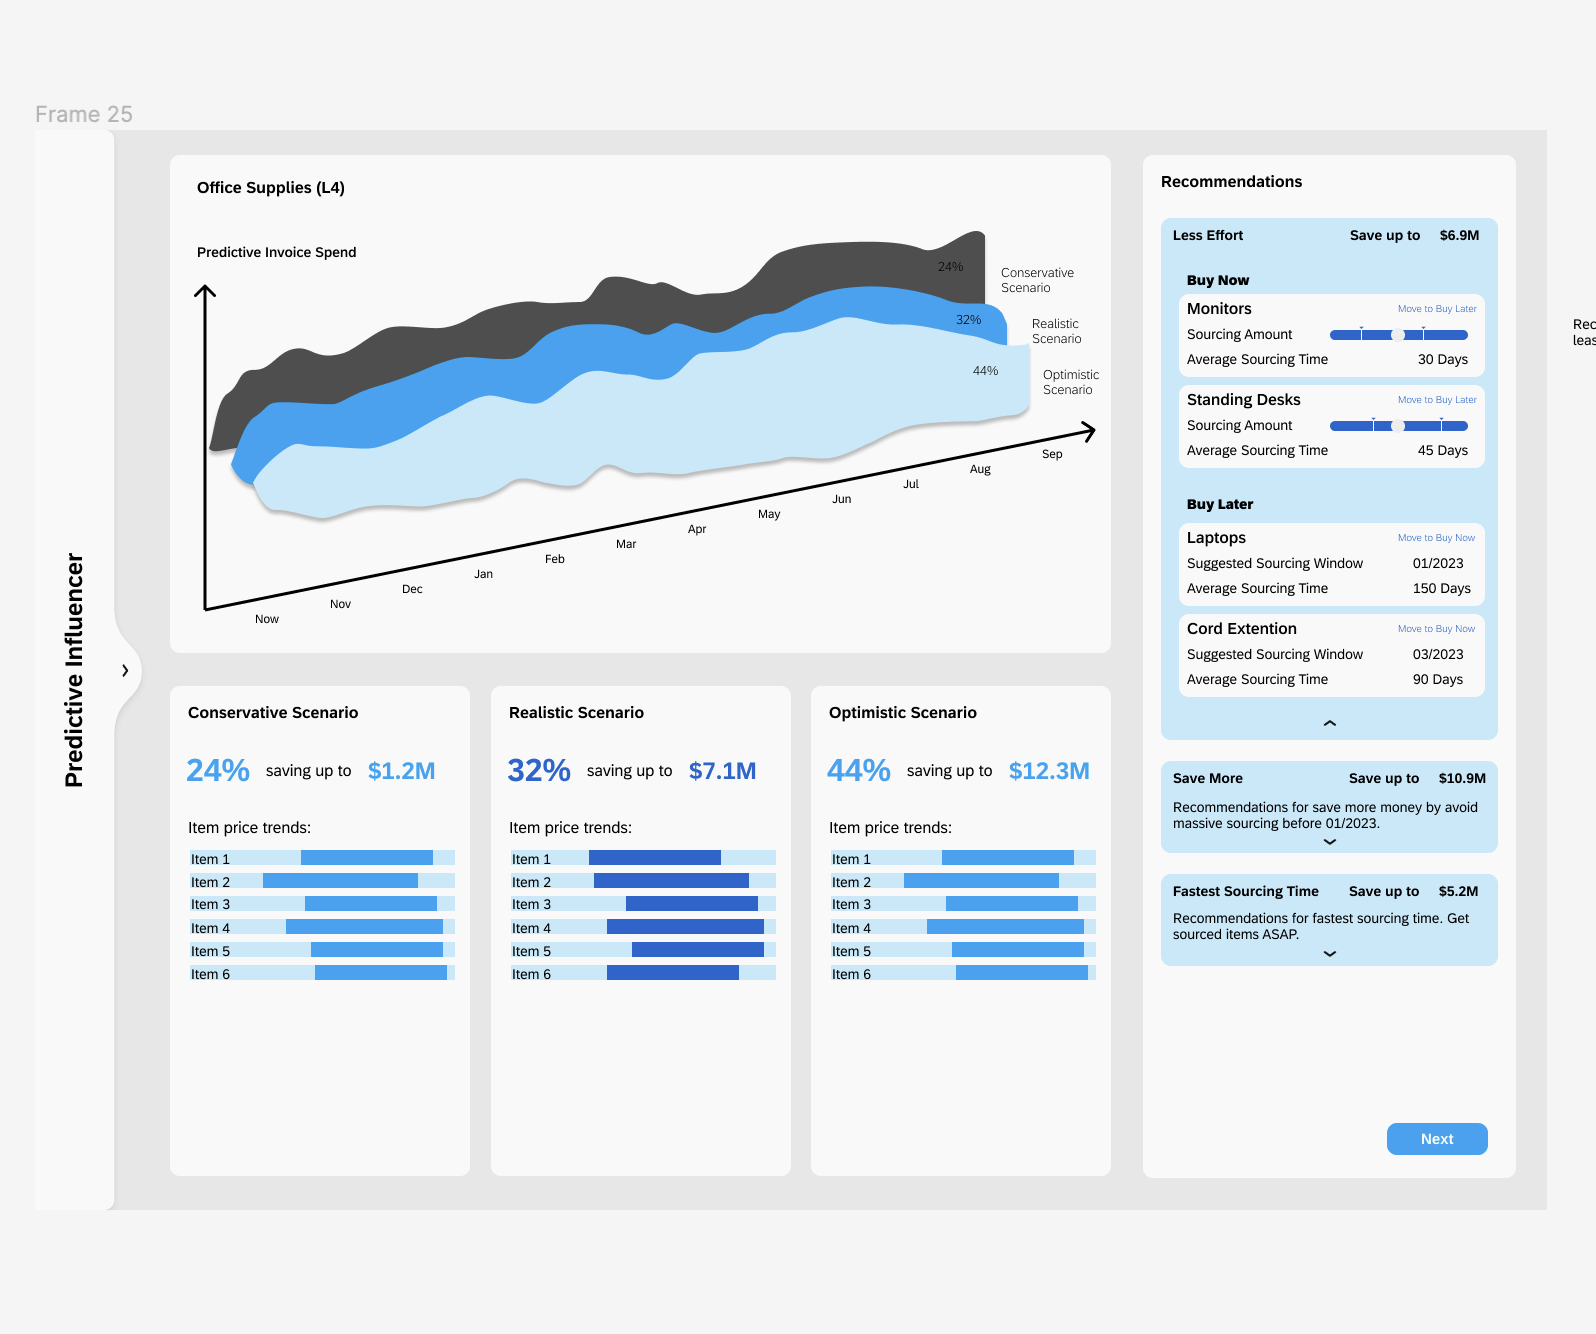 Frame 25
Predictive Influencer
Office Supplies (L4)
Predictive Invoice Spend
24%
Conservative
Scenario
32%
Realistic
Scenario
44%
Optimistic
Scenario
Now
Nov
Dec
Jan
Feb
Mar
Apr
May
Jun
Jul
Aug
Sep
Conservative Scenario
24% saving up to $1.2M
Item price trends:
Item 1
Item 2
Item 3
Item 4
Item 5
Item 6
Realistic Scenario
32% saving up to $7.1M
Item price trends:
Item 1
Item 2
Item 3
Item 4
Item 5
Item 6
Optimistic Scenario
44% saving up to $12.3M
Item price trends:
Item 1
Item 2
Item 3
Item 4
Item 5
Item 6
Recommendations
Less Effort Save up to $6.9M
Buy Now
Monitors Move to Buy Later
Sourcing Amount
Average Sourcing Time 30 Days
Standing Desks Move to Buy Later
Sourcing Amount
Average Sourcing Time 45 Days
Buy Later
Laptops Move to Buy Now
Suggested Sourcing Window 01/2023
Average Sourcing Time 150 Days
Cord Extention Move to Buy Now
Suggested Sourcing Window 03/2023
Average Sourcing Time 90 Days
Save More Save up to $10.9M
Recommendations for save more money by avoid
massive sourcing before 01/2023.
Fastest Sourcing Time Save up to $5.2M
Recommendations for fastest sourcing time. Get
sourced items ASAP.
Next